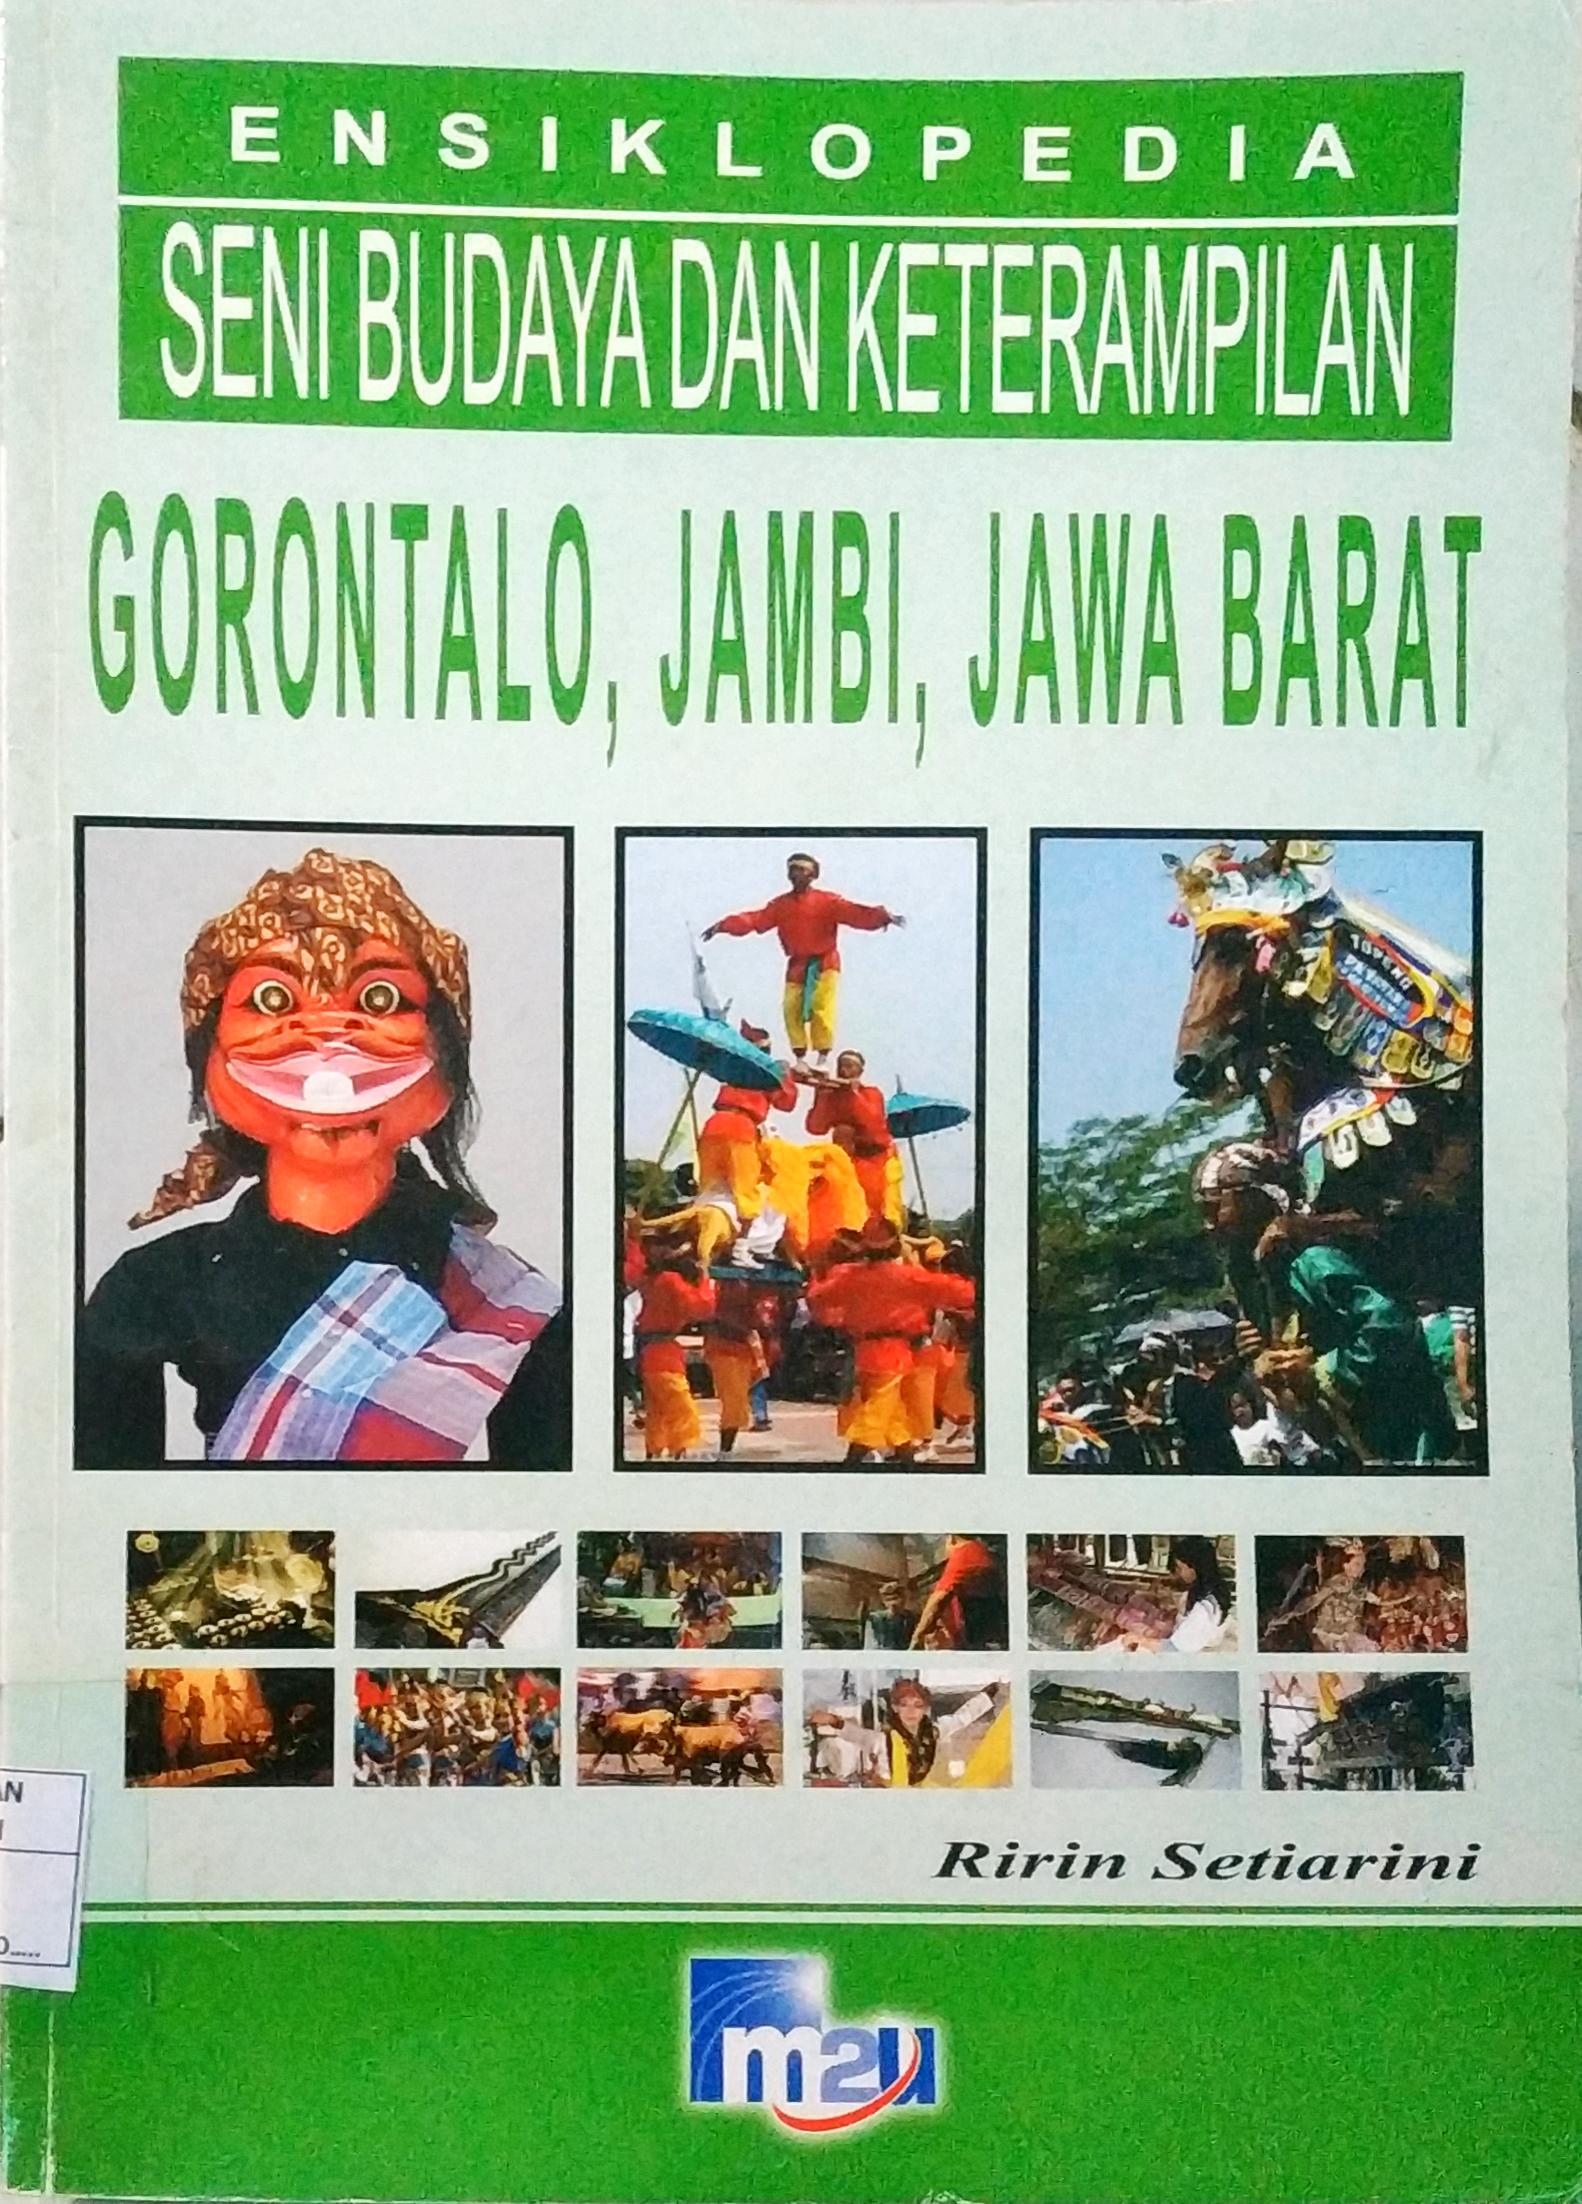 ENSIKLOPEDIA
SENI BUDAYA DAN KETERAMPILAN
GORONTALO, JAMBI, JAWA BARAT
Ririn Setiarini
m2u